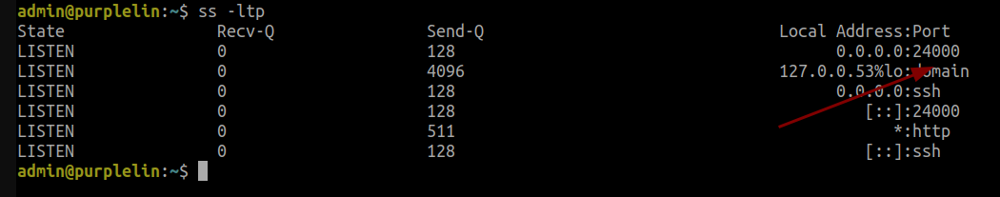 admin@purplelin:~$ ss -ltp
State Recv-Q Send-Q Local Address:Port
LISTEN 0 128 0.0.0.0:24000
LISTEN 0 4096 127.0.0.53%lo:domain
LISTEN 0 128 0.0.0.0:ssh
LISTEN 0 128 [::]:24000
LISTEN 0 511 *:http
LISTEN 0 128 [::]:ssh
admin@purplelin:~$